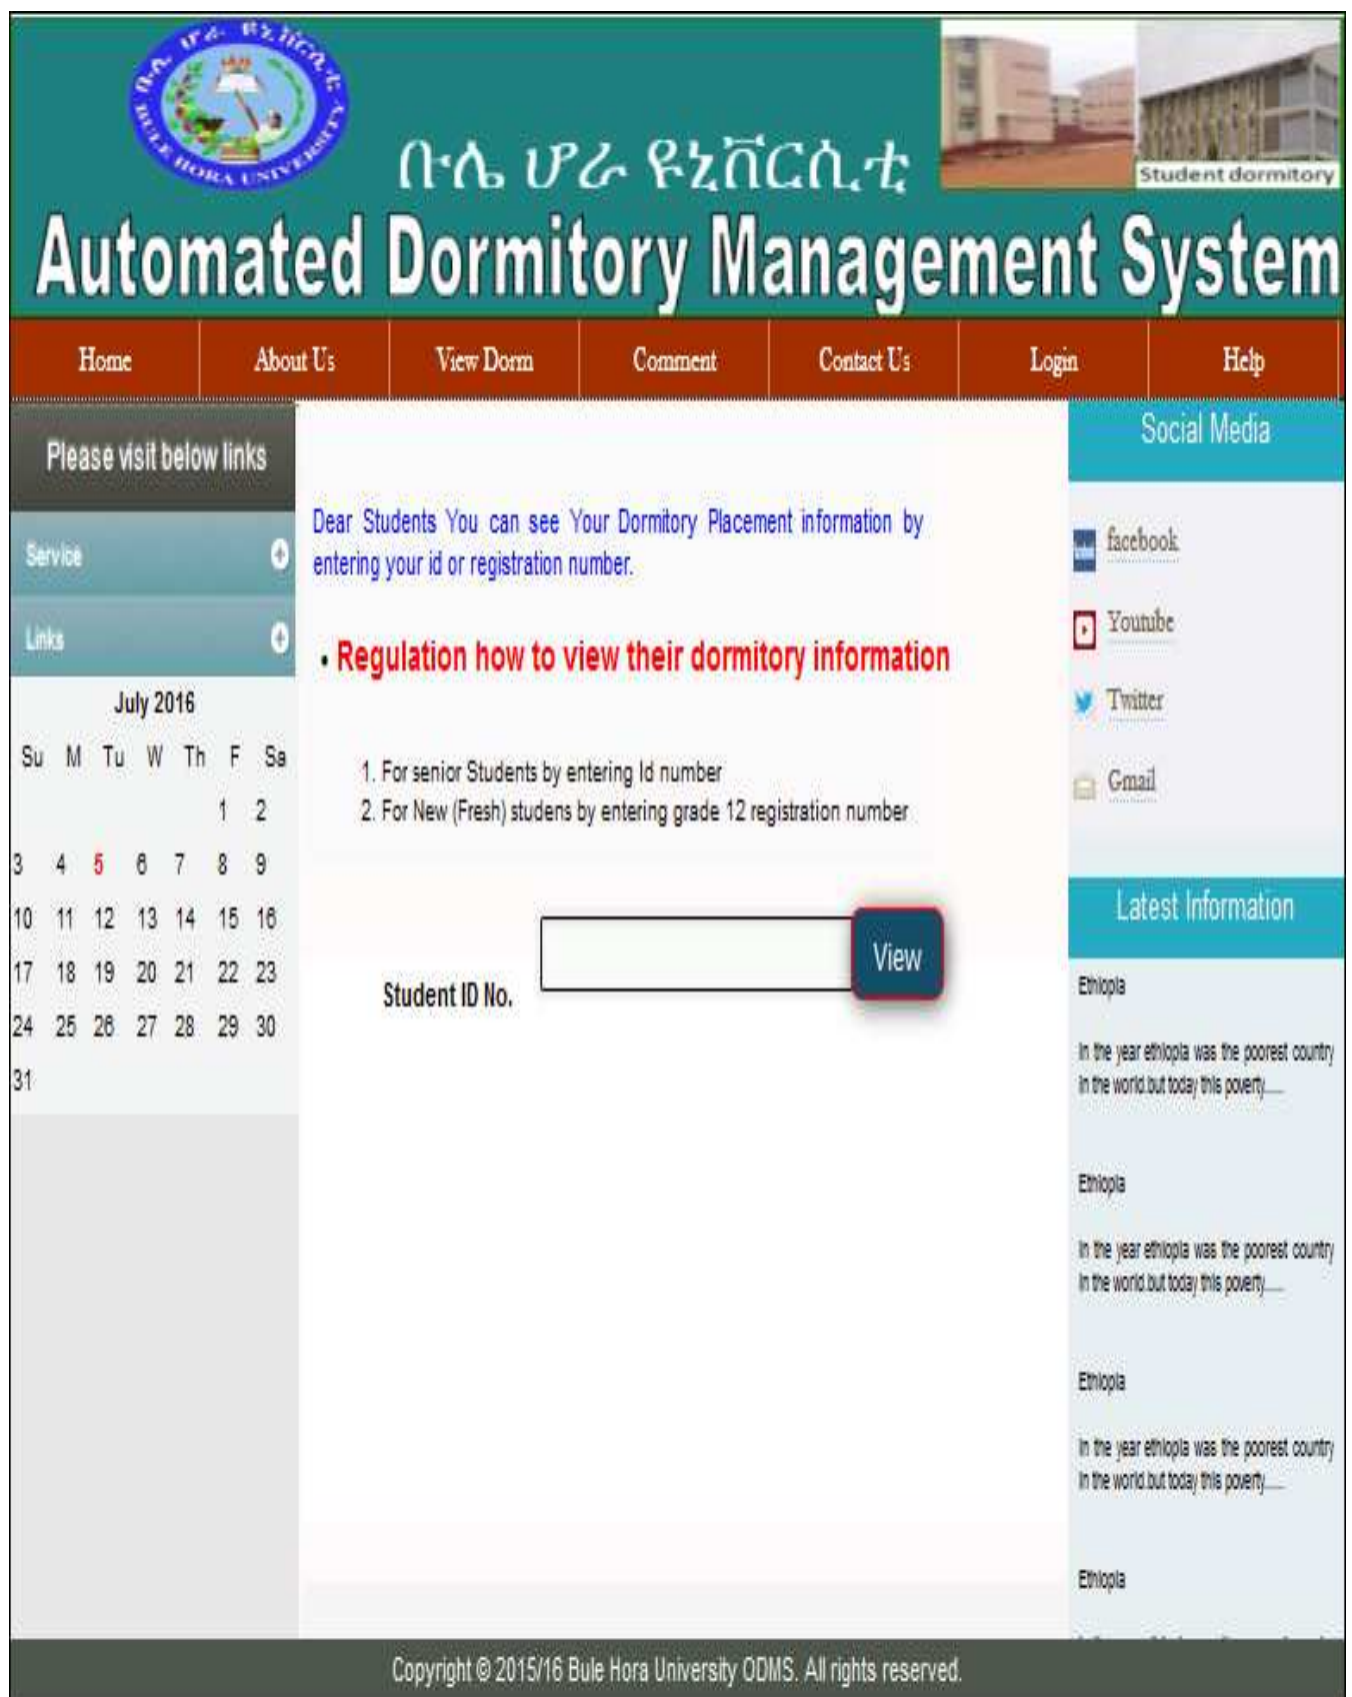 ቡሌ ሆራ ዩኒቨርሲቲ
BULE HORA UNIVERSITY
ቡሌ ሆራ ዩኒቨርሲቲ
Student dormitory
Automated Dormitory Management System
Home About Us View Dorm Comment Contact Us Login Help
Please visit below links
Service
Links
July 2016
Su M Tu W Th F Sa
1 2
3 4 5 6 7 8 9
10 11 12 13 14 15 16
17 18 19 20 21 22 23
24 25 26 27 28 29 30
31
Dear Students You can see Your Dormitory Placement information by
entering your id or registration number.
• Regulation how to view their dormitory information
1. For senior Students by entering Id number
2. For New (Fresh) studens by entering grade 12 registration number
Student ID No.
View
Social Media
facebook
Youtube
Twitter
Gmail
Latest Information
Ethiopia
In the year ethiopia was the poorest country
in the world.but today this poverty......
Ethiopia
In the year ethiopia was the poorest country
in the world.but today this poverty......
Ethiopia
In the year ethiopia was the poorest country
in the world.but today this poverty......
Ethiopia
Copyright © 2015/16 Bule Hora University ODMS. All rights reserved.